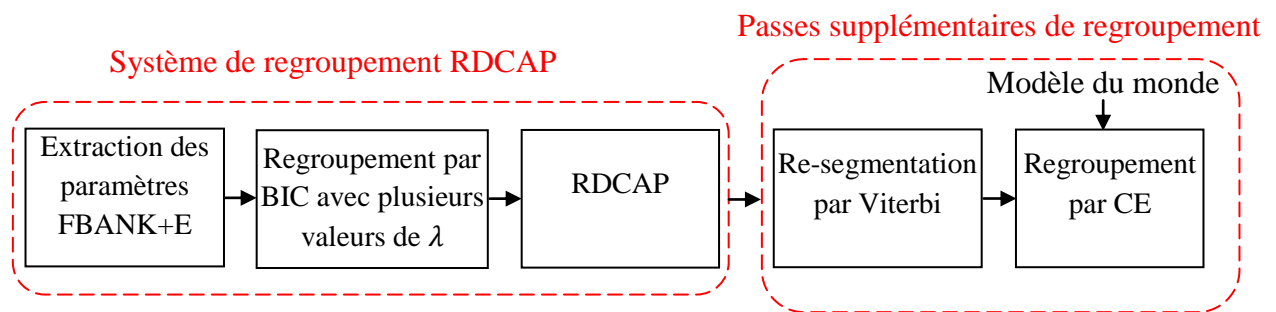 Passes supplémentaires de regroupement
Système de regroupement RDCAP
Modèle du monde
Extraction des
paramètres
FBANK+E
Regroupement par
BIC avec plusieurs
valeurs de λ
RDCAP
Re-segmentation
par Viterbi
Regroupement
par CE